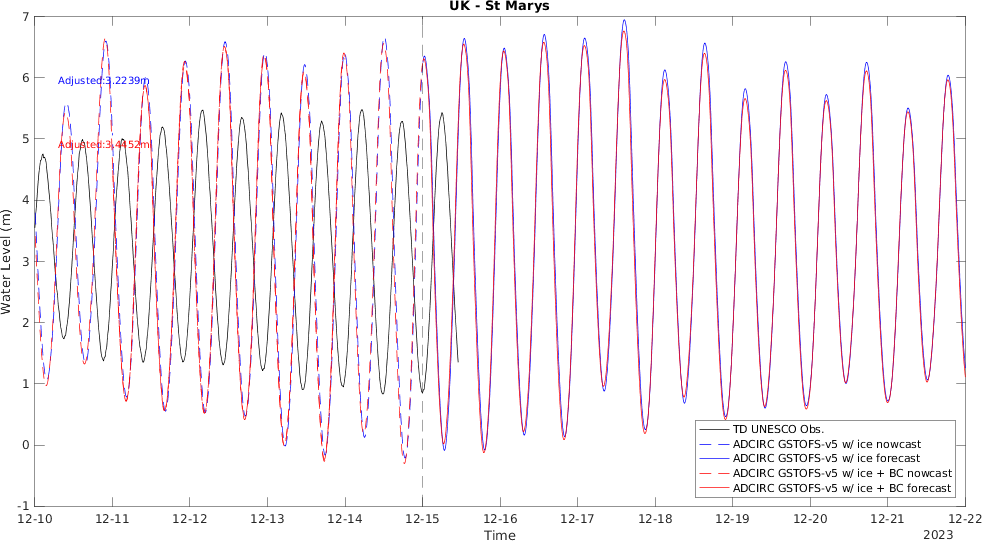 UK - St Marys
7
6
5
4
3
2
1
0
-1
Water Level (m)
Adjusted:3.2239m
Adjusted:3.4452m
12-10
12-11
12-12
12-13
12-14
12-15
12-16
12-17
12-18
12-19
12-20
12-21
12-22
Time
2023
TD UNESCO Obs.
ADCIRC GSTOFS-v5 w/ ice nowcast
ADCIRC GSTOFS-v5 w/ ice forecast
ADCIRC GSTOFS-v5 w/ ice + BC nowcast
ADCIRC GSTOFS-v5 w/ ice + BC forecast